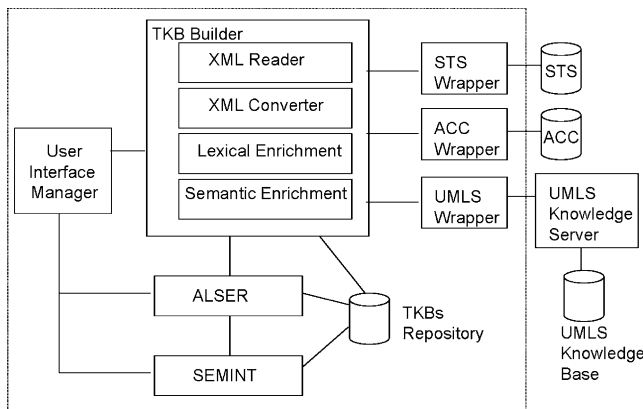 TKB Builder
XML Reader
XML Converter
Lexical Enrichment
Semantic Enrichment
User
Interface
Manager
STS
Wrapper
STS
ACC
Wrapper
ACC
UMLS
Wrapper
UMLS
Knowledge
Server
ALSER
TKBs
Repository
SEMINT
UMLS
Knowledge
Base